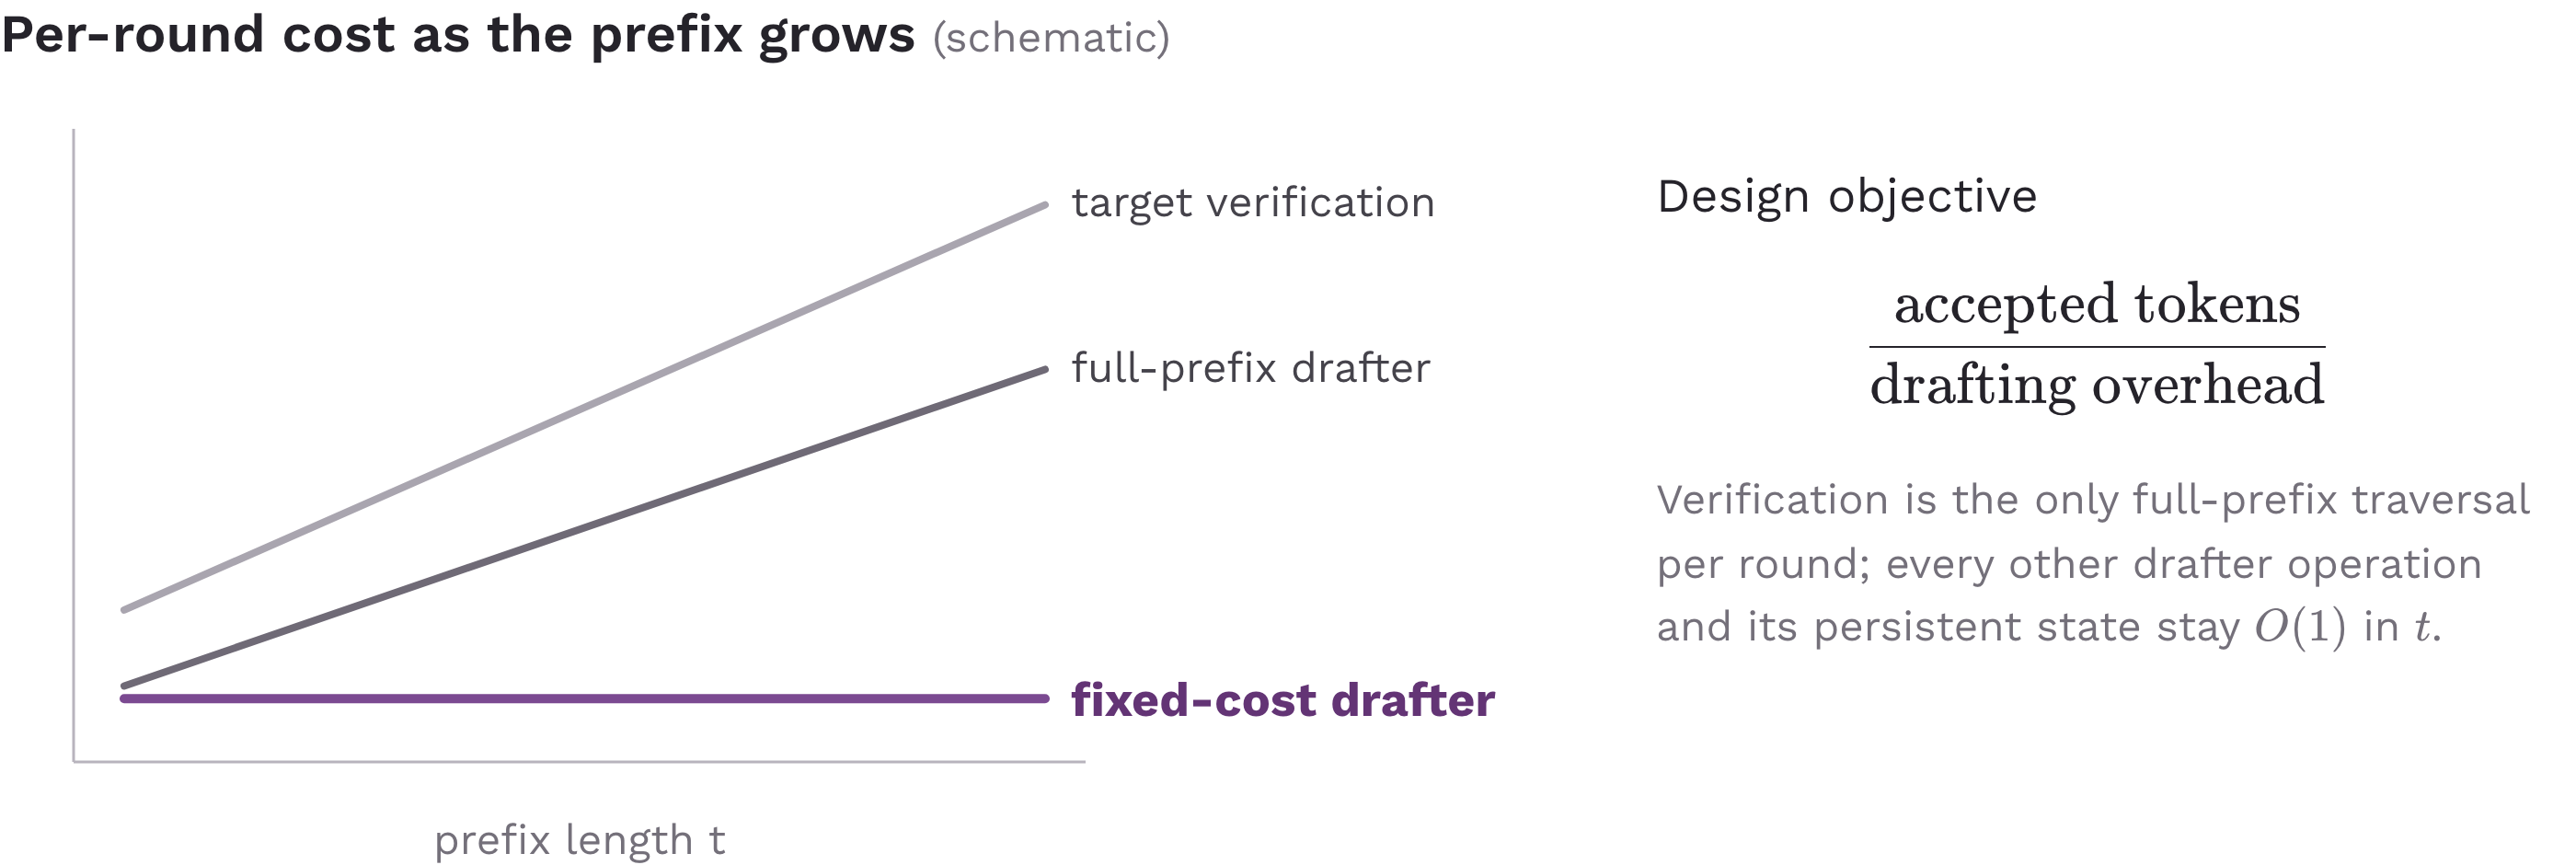 Per-round cost as the prefix grows (schematic)
target verification
full-prefix drafter
fixed-cost drafter
prefix length t
Design objective
accepted tokens
drafting overhead
Verification is the only full-prefix traversal
per round; every other drafter operation
and its persistent state stay O(1) in t.